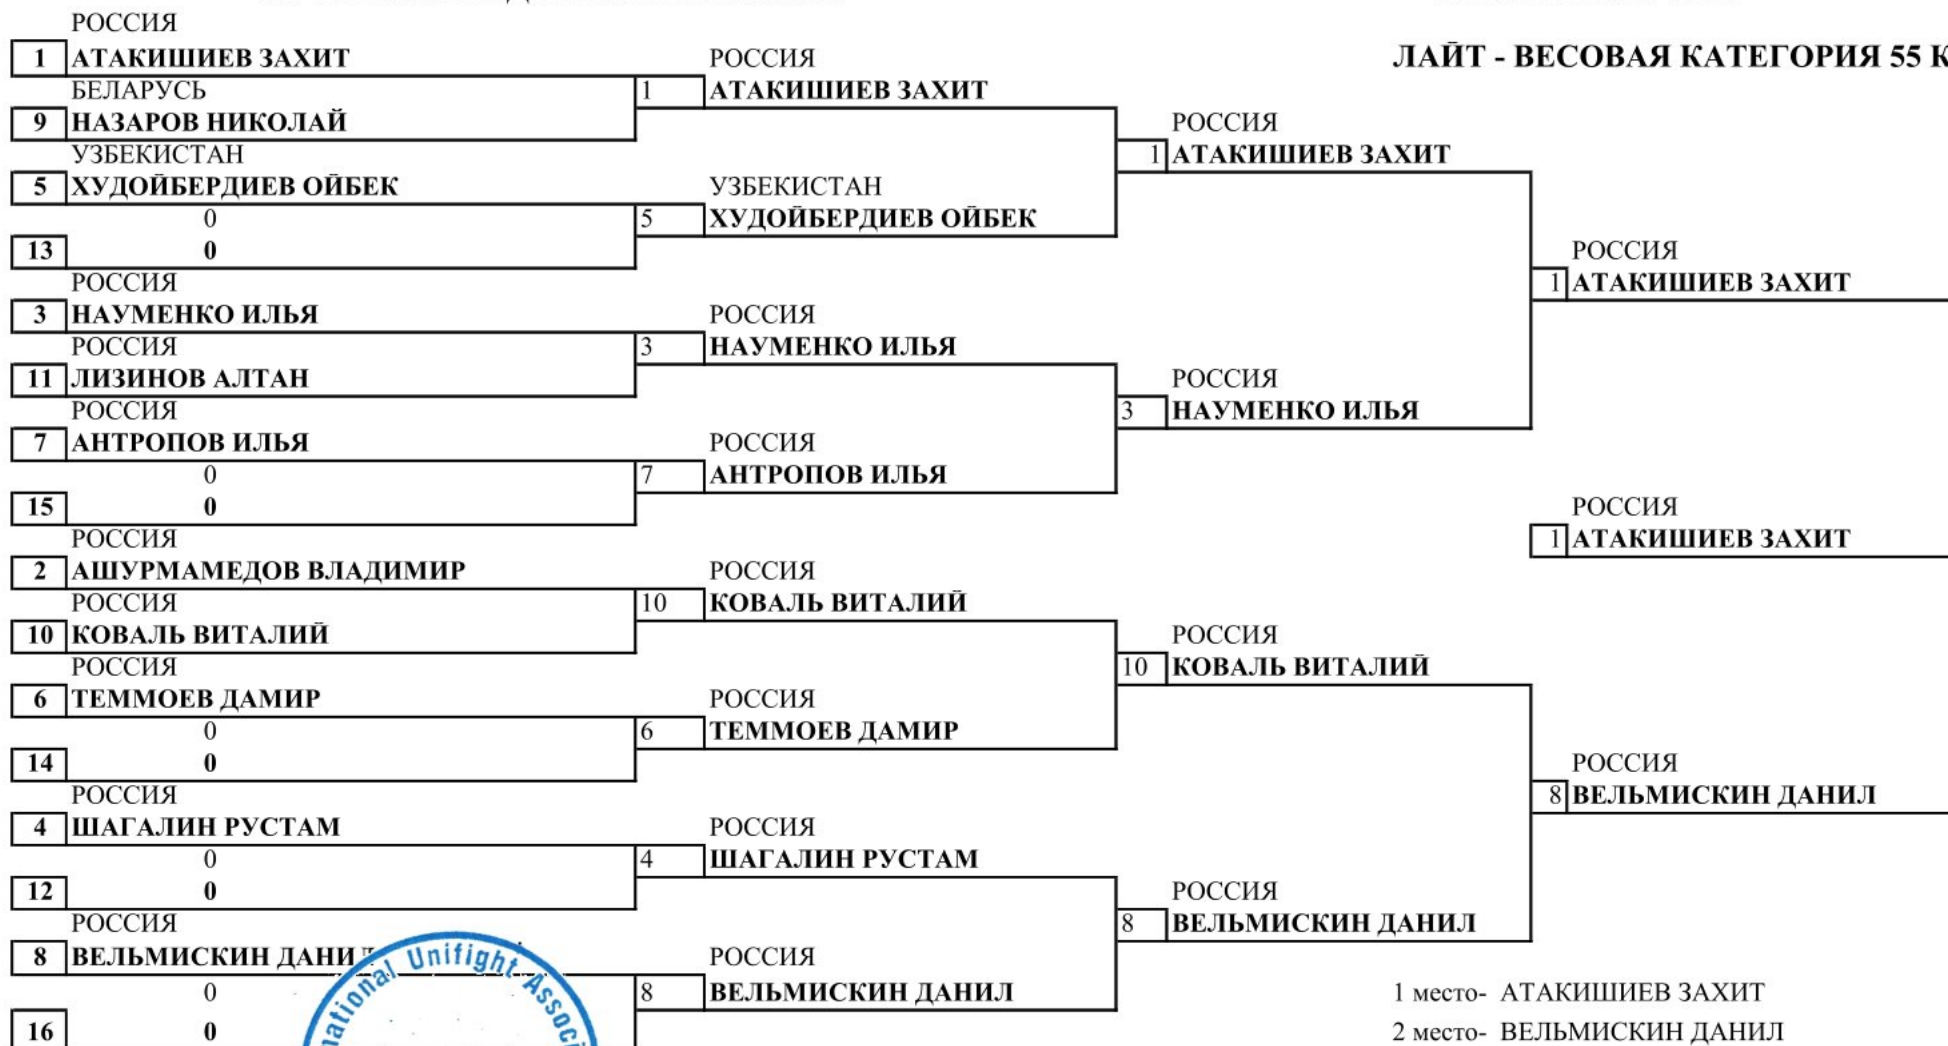 РОССИЯ
1 АТАКИШИЕВ ЗАХИТ РОССИЯ ЛАЙТ - ВЕСОВАЯ КАТЕГОРИЯ 55 К
БЕЛАРУСЬ 1 АТАКИШИЕВ ЗАХИТ
9 НАЗАРОВ НИКОЛАЙ РОССИЯ
УЗБЕКИСТАН 1 АТАКИШИЕВ ЗАХИТ
5 ХУДОЙБЕРДИЕВ ОЙБЕК УЗБЕКИСТАН
0 5 ХУДОЙБЕРДИЕВ ОЙБЕК
13 0 РОССИЯ
РОССИЯ 1 АТАКИШИЕВ ЗАХИТ
3 НАУМЕНКО ИЛЬЯ РОССИЯ
РОССИЯ 3 НАУМЕНКО ИЛЬЯ
11 ЛИЗИНОВ АЛТАН РОССИЯ
РОССИЯ 3 НАУМЕНКО ИЛЬЯ
7 АНТРОПОВ ИЛЬЯ РОССИЯ
0 7 АНТРОПОВ ИЛЬЯ
15 0 РОССИЯ
РОССИЯ 1 АТАКИШИЕВ ЗАХИТ
2 АШУРМАМЕДОВ ВЛАДИМИР РОССИЯ
РОССИЯ 10 КОВАЛЬ ВИТАЛИЙ
10 КОВАЛЬ ВИТАЛИЙ РОССИЯ
РОССИЯ 10 КОВАЛЬ ВИТАЛИЙ
6 ТЕММОЕВ ДАМИР РОССИЯ
0 6 ТЕММОЕВ ДАМИР
14 0 РОССИЯ
РОССИЯ 8 ВЕЛЬМИСКИН ДАНИЛ
4 ШАГАЛИН РУСТАМ РОССИЯ
0 4 ШАГАЛИН РУСТАМ
12 0 РОССИЯ
РОССИЯ 8 ВЕЛЬМИСКИН ДАНИЛ
8 ВЕЛЬМИСКИН ДАНИЛ РОССИЯ
0 8 ВЕЛЬМИСКИН ДАНИЛ 1 место- АТАКИШИЕВ ЗАХИТ
16 0 2 место- ВЕЛЬМИСКИН ДАНИЛ
national Unifight Associ